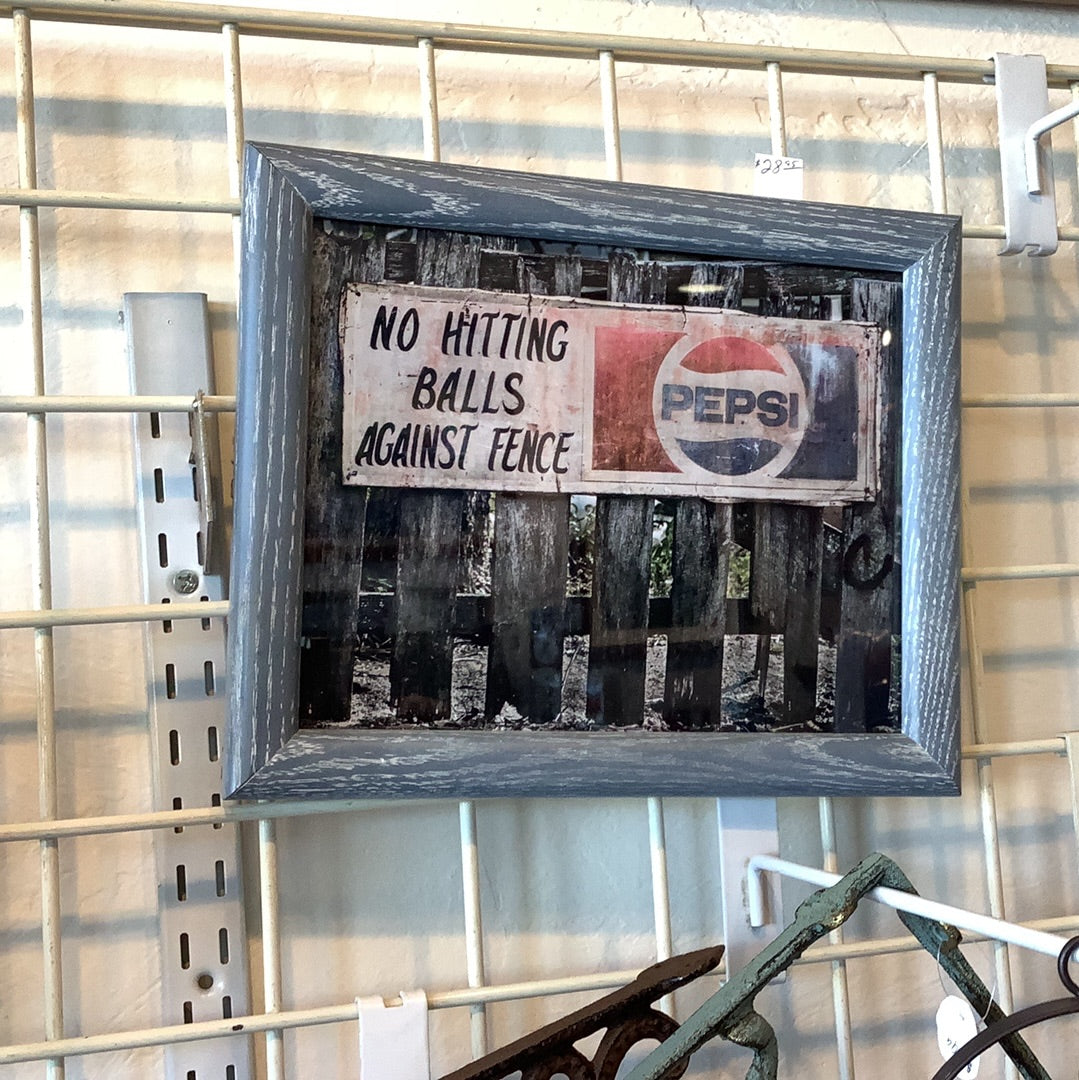 $28.95
NO HITTING
BALLS
AGAINST FENCE
PEPSI
C